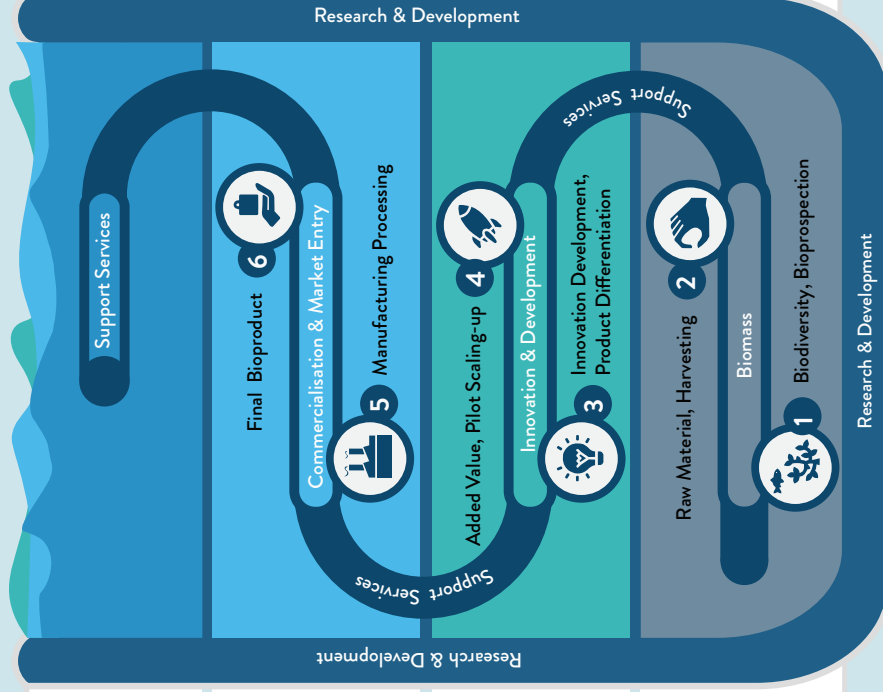 Research & Development
Support Services
6
Final Bioproduct
Commercialisation & Market Entry
5
Manufacturing Processing
Support Services
4
Added Value, Pilot Scaling-up
Innovation & Development
3
Innovation Development,
Product Differentiation
Support Services
2
Raw Material, Harvesting
Biomass
1
Biodiversity, Bioprospection
Research & Development
Research & Development